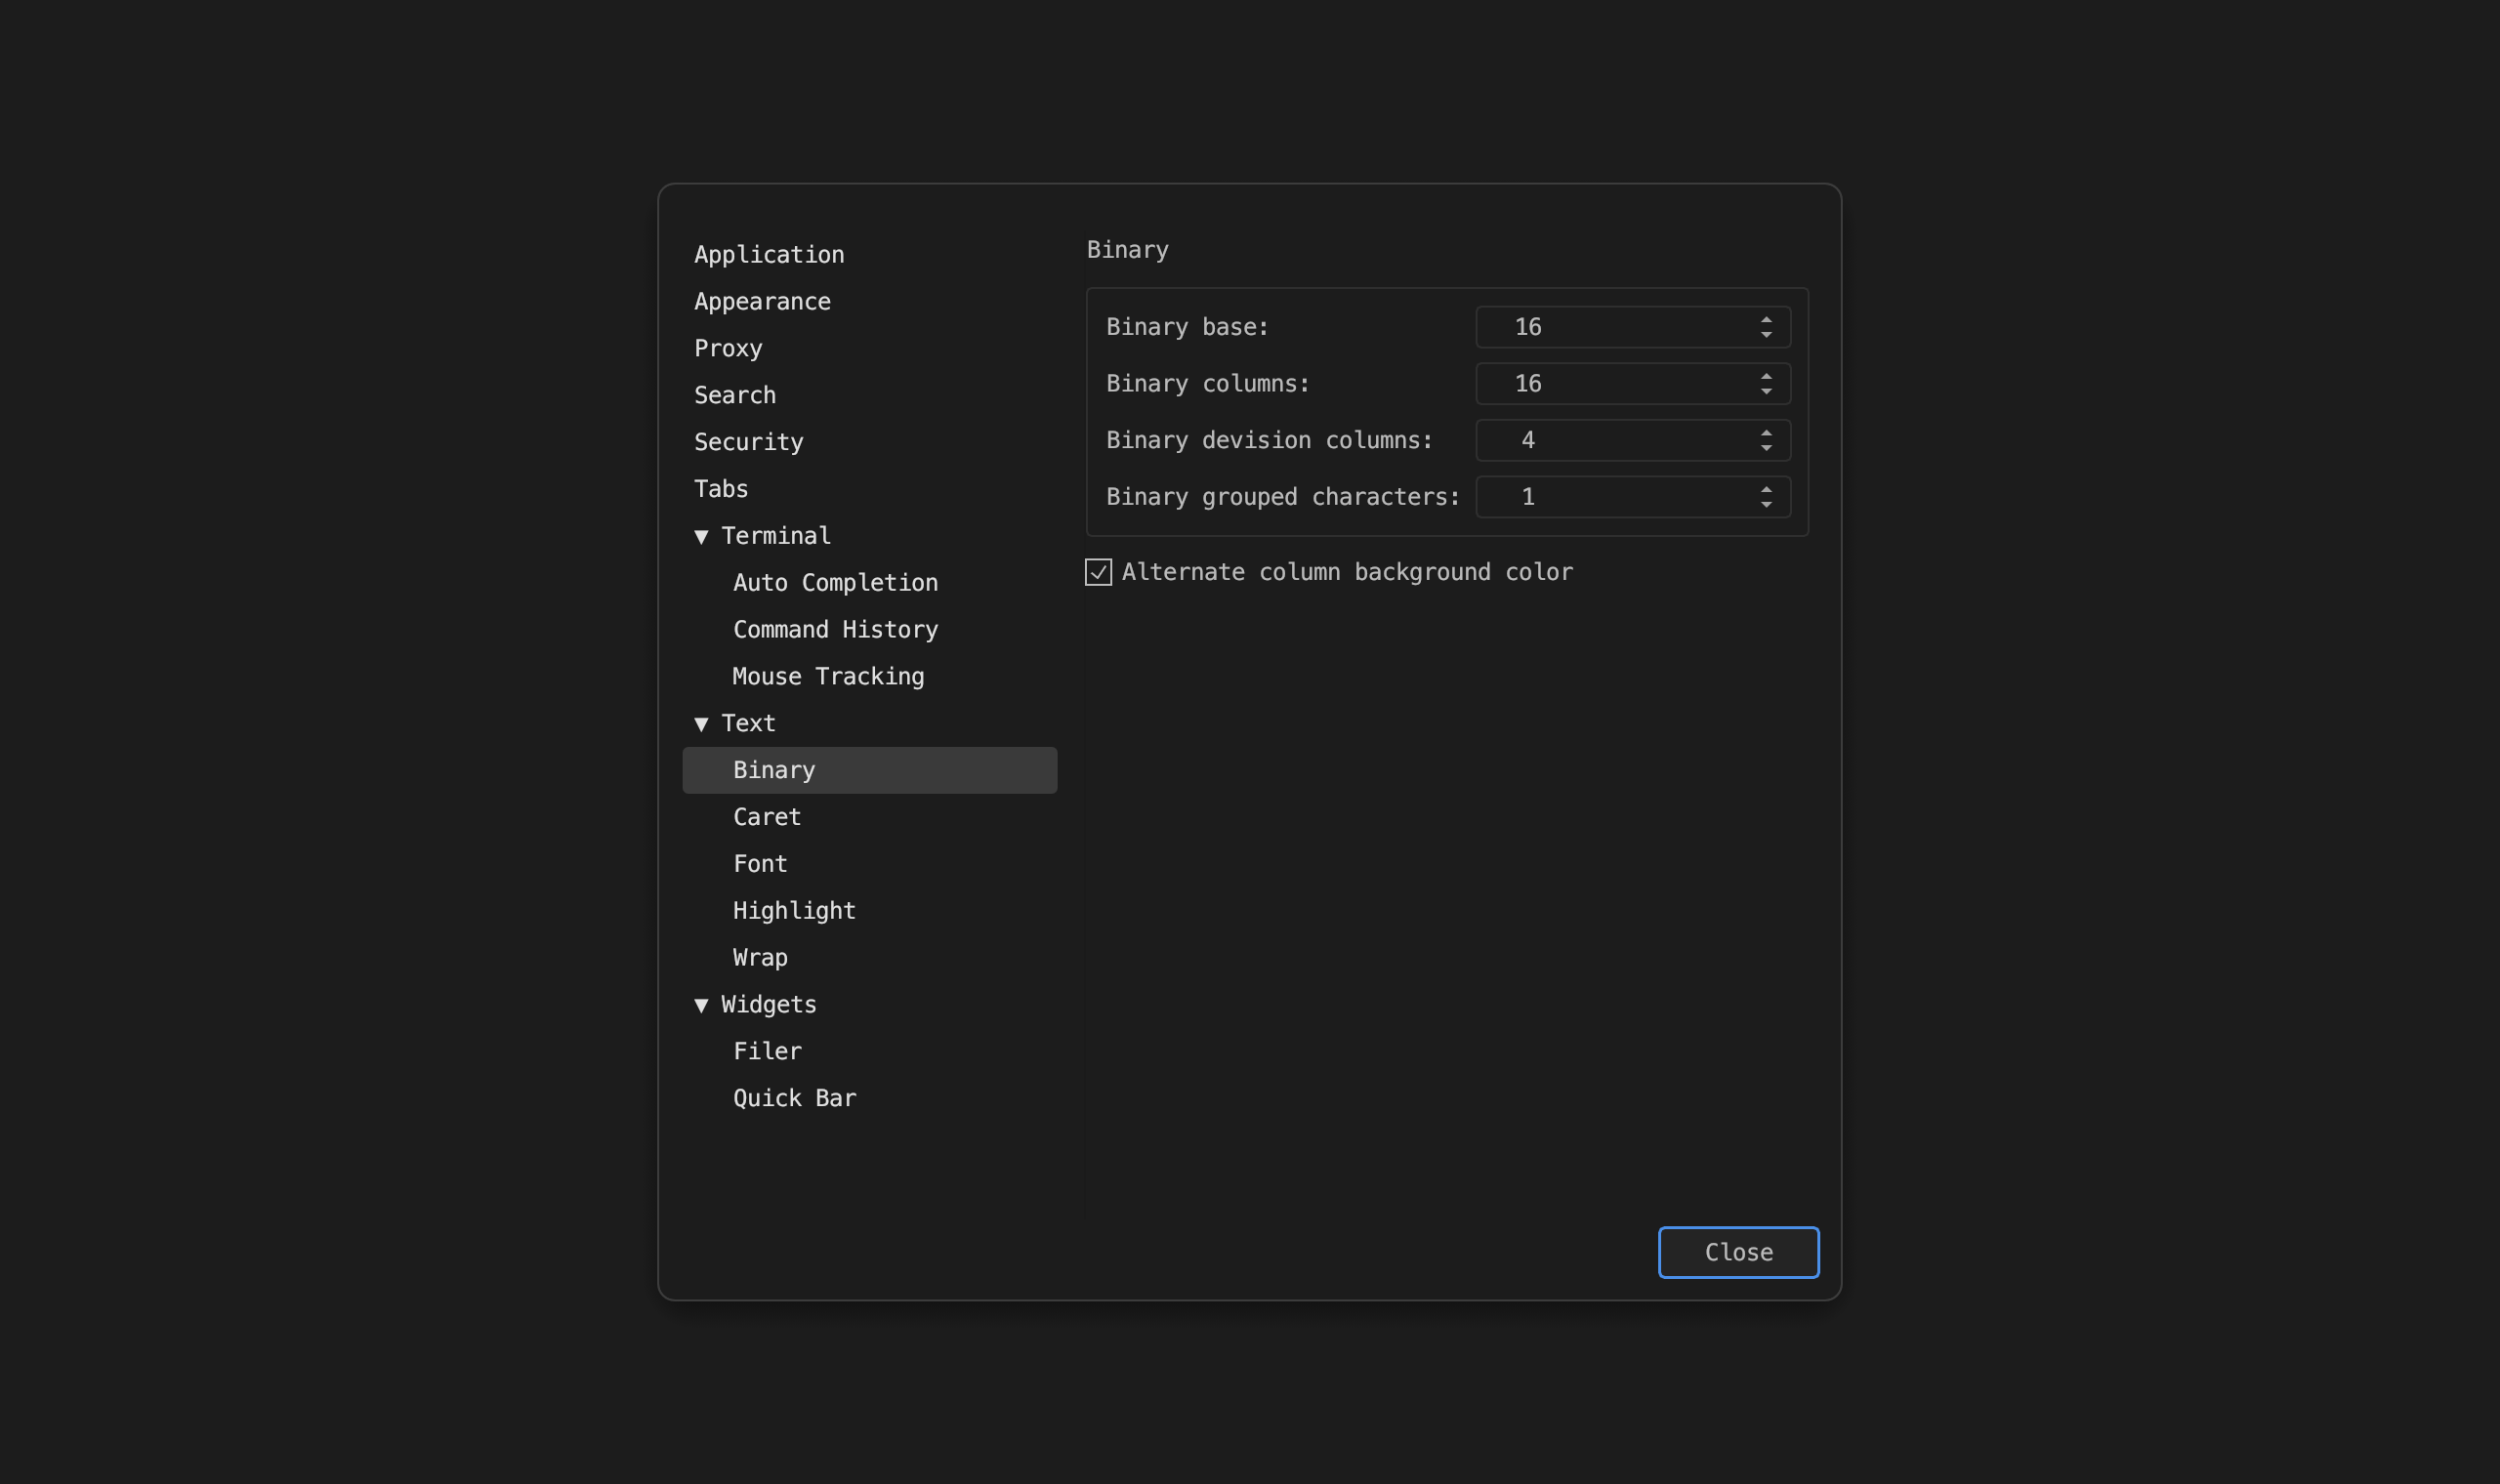 Application
Appearance
Proxy
Search
Security
Tabs
▼ Terminal
Auto Completion
Command History
Mouse Tracking
▼ Text
Binary
Caret
Font
Highlight
Wrap
▼ Widgets
Filer
Quick Bar
Binary
Binary base: 16
Binary columns: 16
Binary devision columns: 4
Binary grouped characters: 1
Alternate column background color
Close